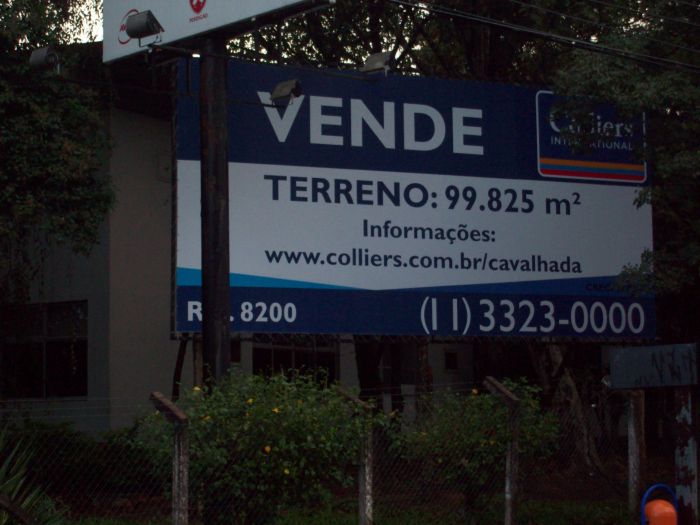 VENDE
Colliers
INTERNATIONAL
TERRENO: 99.825 m²
Informações:
www.colliers.com.br/cavalhada
8200
(11) 3323-0000